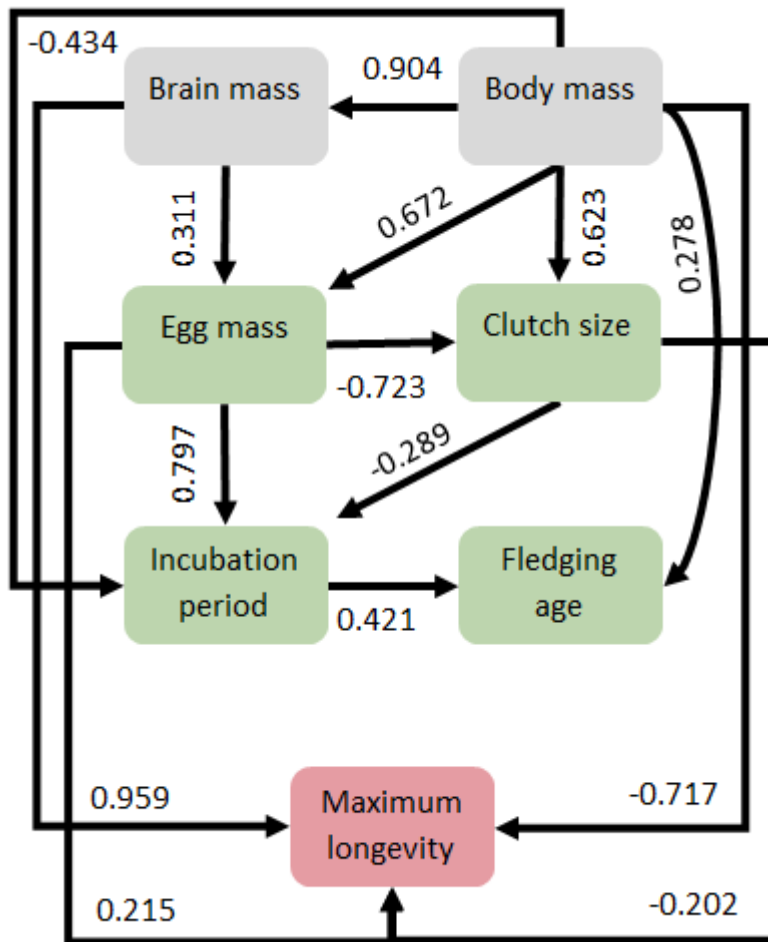 -0.434
Brain mass
0.904
Body mass
0.311
0.672
0.623
0.278
Egg mass
-0.723
Clutch size
0.797
-0.289
Incubation
period
0.421
Fledging
age
0.959
Maximum
longevity
-0.717
0.215
-0.202